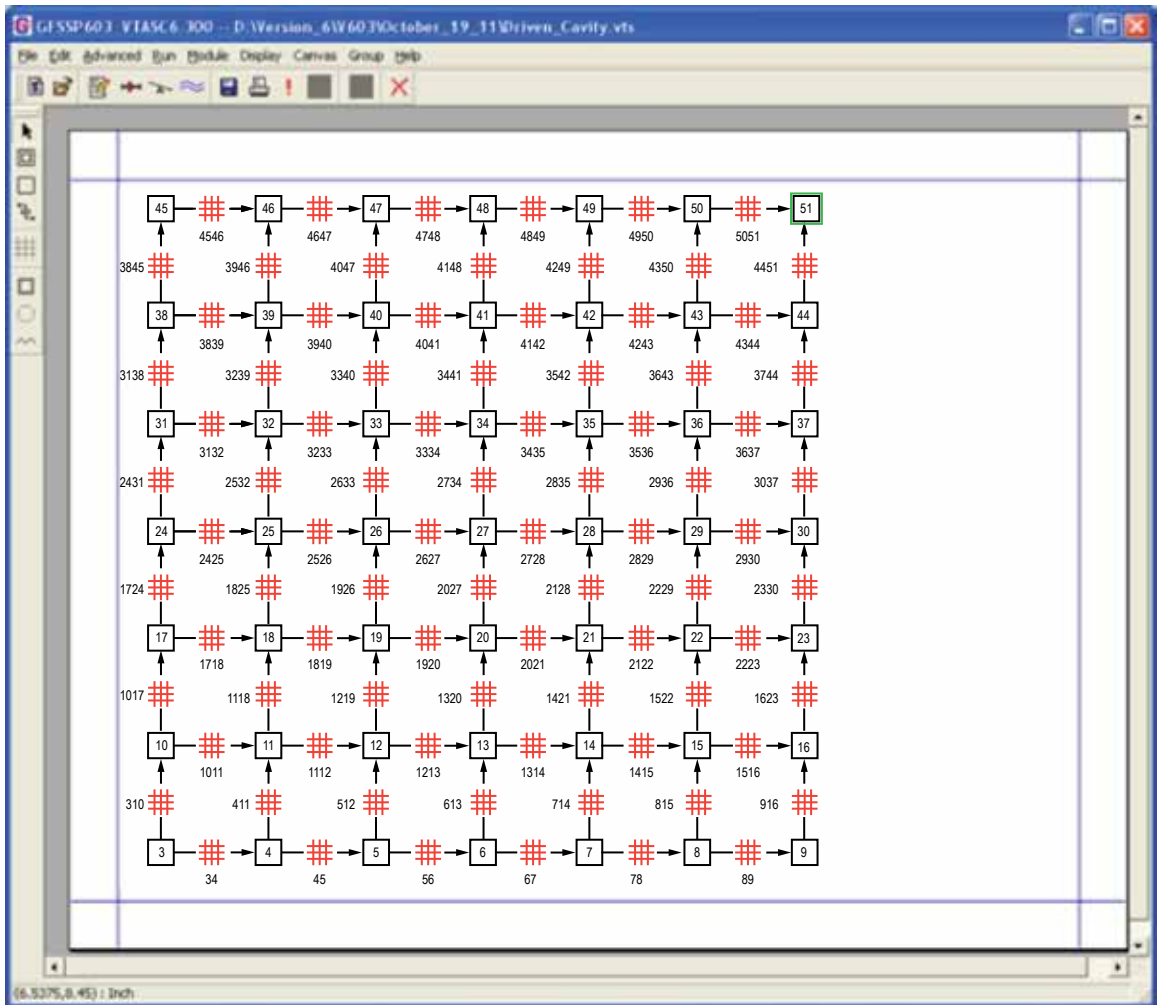 GFSSP603 VTASC6.300 -- D:\Version_6\V603\October_19_11\Driven_Cavity.vts
File Edit Advanced Run Module Display Canvas Group Help
45 46 47 48 49 50 51
4546 4647 4748 4849 4950 5051
3845 3946 4047 4148 4249 4350 4451
38 39 40 41 42 43 44
3839 3940 4041 4142 4243 4344
3138 3239 3340 3441 3542 3643 3744
31 32 33 34 35 36 37
3132 3233 3334 3435 3536 3637
2431 2532 2633 2734 2835 2936 3037
24 25 26 27 28 29 30
2425 2526 2627 2728 2829 2930
1724 1825 1926 2027 2128 2229 2330
17 18 19 20 21 22 23
1718 1819 1920 2021 2122 2223
1017 1118 1219 1320 1421 1522 1623
10 11 12 13 14 15 16
1011 1112 1213 1314 1415 1516
310 411 512 613 714 815 916
3 4 5 6 7 8 9
34 45 56 67 78 89
(6.5375,8.45) : Inch